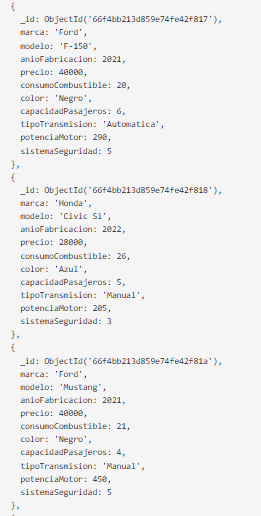 {
_id: ObjectId('66f4bb213d859e74fe42f817'),
marca: 'Ford',
modelo: 'F-150',
anioFabricacion: 2021,
precio: 40000,
consumoCombustible: 20,
color: 'Negro',
capacidadPasajeros: 6,
tipoTransmision: 'Automatica',
potenciaMotor: 290,
sistemaSeguridad: 5
},
{
_id: ObjectId('66f4bb213d859e74fe42f818'),
marca: 'Honda',
modelo: 'Civic Si',
anioFabricacion: 2022,
precio: 28000,
consumoCombustible: 26,
color: 'Azul',
capacidadPasajeros: 5,
tipoTransmision: 'Manual',
potenciaMotor: 205,
sistemaSeguridad: 3
},
{
_id: ObjectId('66f4bb213d859e74fe42f81a'),
marca: 'Ford',
modelo: 'Mustang',
anioFabricacion: 2021,
precio: 40000,
consumoCombustible: 21,
color: 'Negro',
capacidadPasajeros: 4,
tipoTransmision: 'Manual',
potenciaMotor: 450,
sistemaSeguridad: 5
},